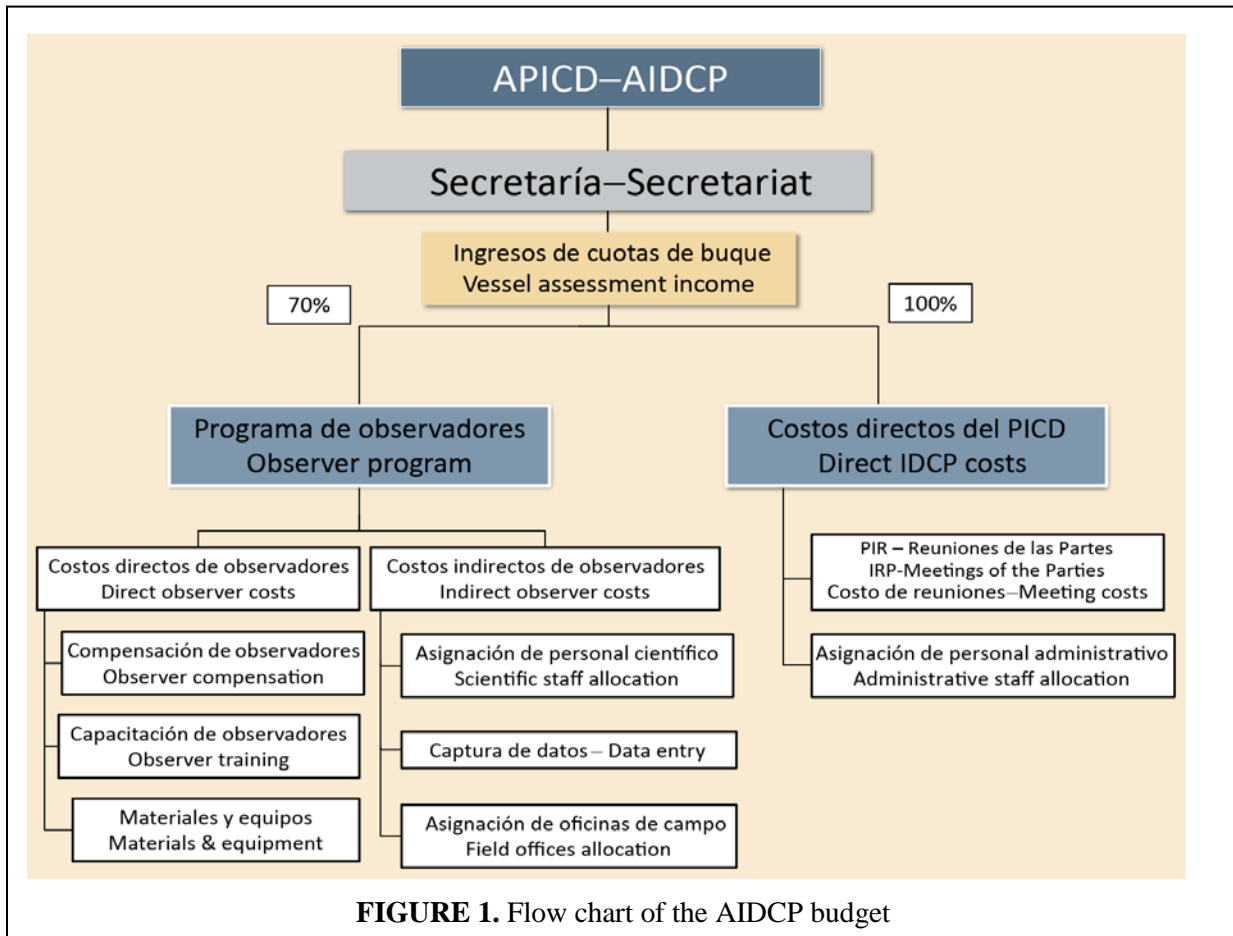 APICD–AIDCP
Secretaría–Secretariat
Ingresos de cuotas de buque
Vessel assessment income
70%
100%
Programa de observadores
Observer program
Costos directos del PICD
Direct IDCP costs
Costos directos de observadores
Direct observer costs
Compensación de observadores
Observer compensation
Capacitación de observadores
Observer training
Materiales y equipos
Materials & equipment
Costos indirectos de observadores
Indirect observer costs
Asignación de personal científico
Scientific staff allocation
Captura de datos – Data entry
Asignación de oficinas de campo
Field offices allocation
PIR – Reuniones de las Partes
IRP-Meetings of the Parties
Costo de reuniones–Meeting costs
Asignación de personal administrativo
Administrative staff allocation
FIGURE 1. Flow chart of the AIDCP budget